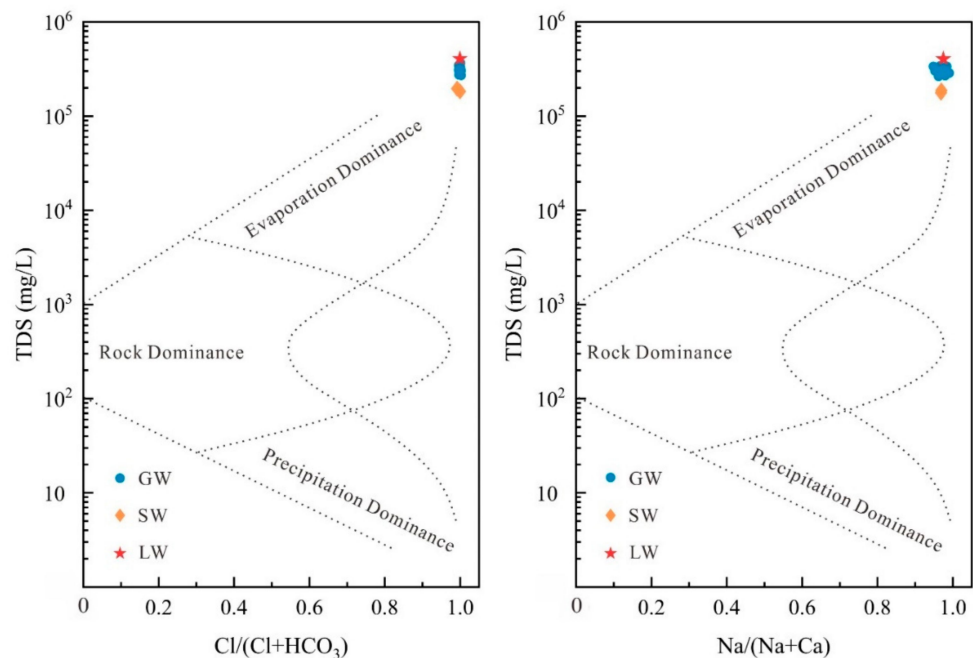 10⁶
10⁵
10⁴
10³
10²
10
TDS (mg/L)
Evaporation Dominance
Rock Dominance
Precipitation Dominance
GW
SW
LW
0
0.2
0.4
0.6
0.8
1.0
Cl/(Cl+HCO₃)
10⁶
10⁵
10⁴
10³
10²
10
TDS (mg/L)
Evaporation Dominance
Rock Dominance
Precipitation Dominance
GW
SW
LW
0
0.2
0.4
0.6
0.8
1.0
Na/(Na+Ca)